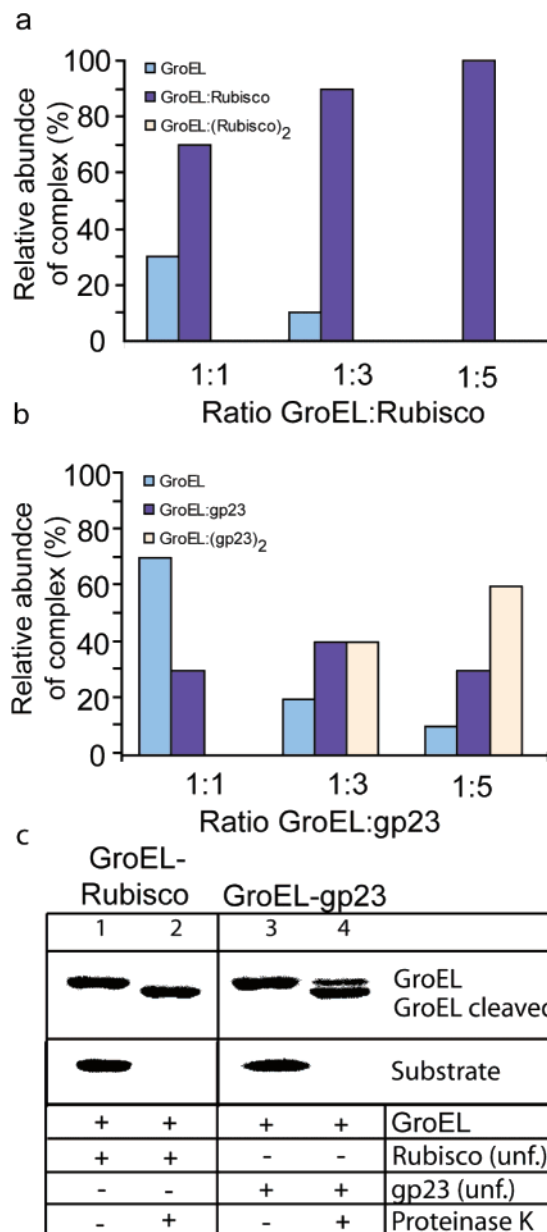 a
Relative abundce
of complex (%)
100
80
60
40
20
0
GroEL
GroEL:Rubisco
GroEL:(Rubisco)2
1:1 1:3 1:5
Ratio GroEL:Rubisco
b
Relative abundce
of complex (%)
100
80
60
40
20
0
GroEL
GroEL:gp23
GroEL:(gp23)2
1:1 1:3 1:5
Ratio GroEL:gp23
c
GroEL-
Rubisco
GroEL-gp23
1 2 3 4
GroEL
GroEL cleaved
Substrate
+ + + + GroEL
+ + - - Rubisco (unf.)
- - + + gp23 (unf.)
- + - + Proteinase K